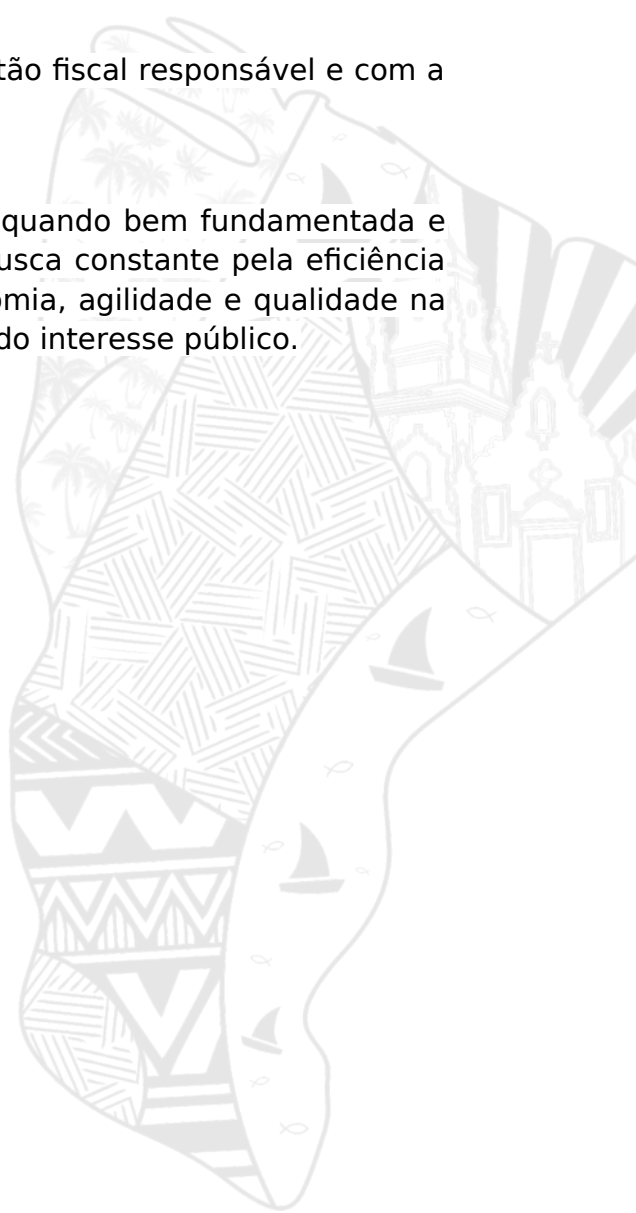 tão fiscal responsável e com a
quando bem fundamentada e
usca constante pela eficiência
omia, agilidade e qualidade na
do interesse público.